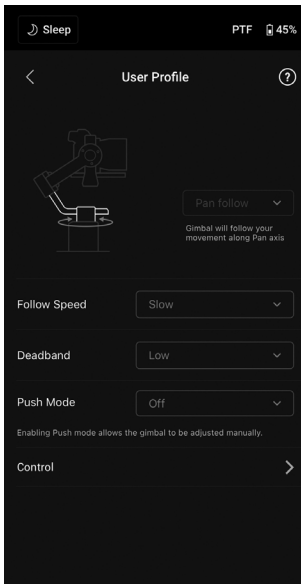 Sleep
PTF 45%
User Profile
?
Pan follow
Gimbal will follow your
movement along Pan axis
Follow Speed Slow
Deadband Low
Push Mode Off
Enabling Push mode allows the gimbal to be adjusted manually.
Control